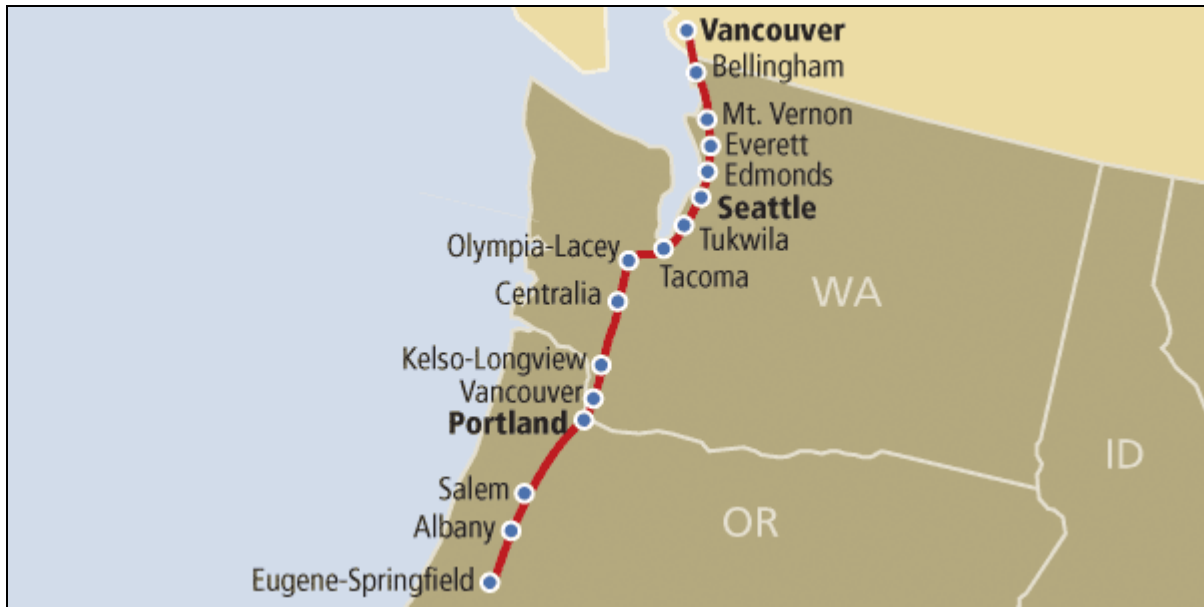 Vancouver
Bellingham
Mt. Vernon
Everett
Edmonds
Seattle
Tukwila
Olympia-Lacey
Tacoma
Centralia
WA
Kelso-Longview
Vancouver
Portland
ID
Salem
OR
Albany
Eugene-Springfield